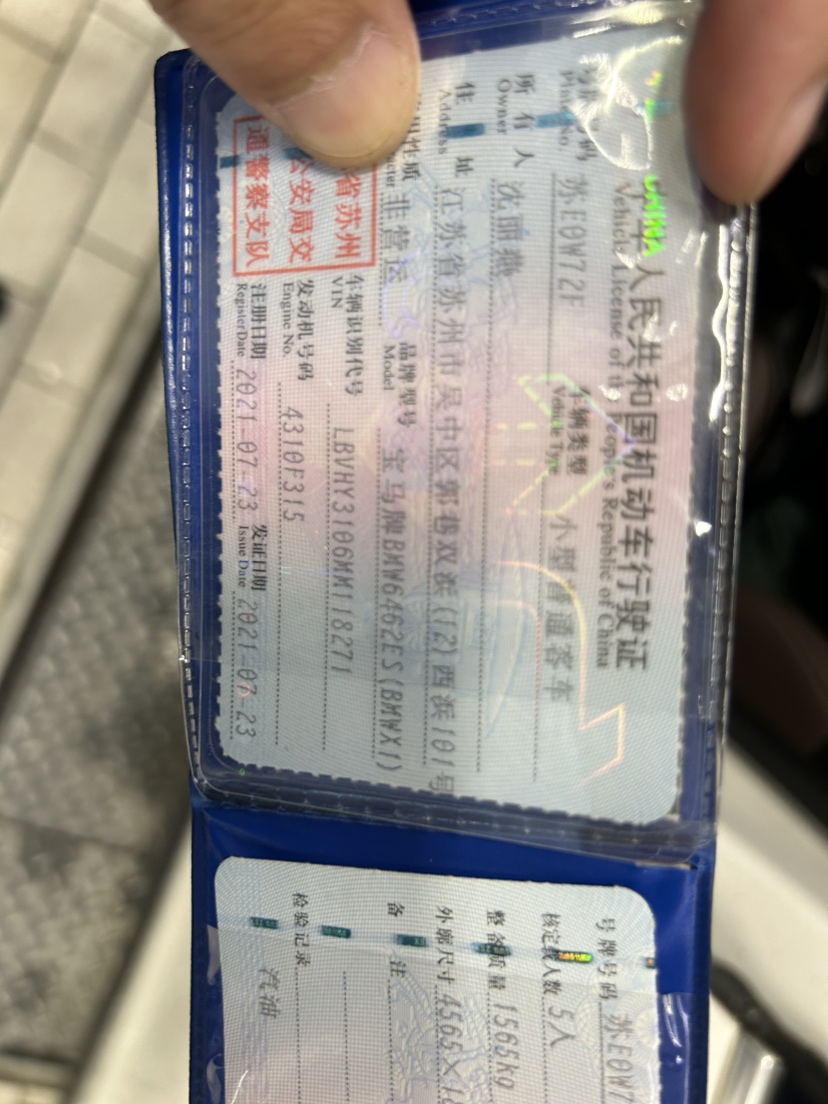 中华人民共和国机动车行驶证
Vehicle License of the People's Republic of China
号牌号码 苏E0W72F 车辆类型 小型普通客车
Plate No. Vehicle Type
所有人 沈丽
Owner
住址 江苏省苏州市吴中区郭巷双浜(12)西浜101号
Address
用性质 非营运 品牌型号 宝马牌BMW6462ES(BMWX1)
Model
省苏州
公安局交
通警察支队
车辆识别代号 LBVHY3106MM118271
VIN
发动机号码 4310F315
Engine No.
注册日期 2021-07-23 发证日期 2021-07-23
Register Date Issue Date
号牌号码 苏E0W7
核定载人数 5人
整备质量 1565kg
外廓尺寸 4565×18
备注
检验记录
汽油
CHINA